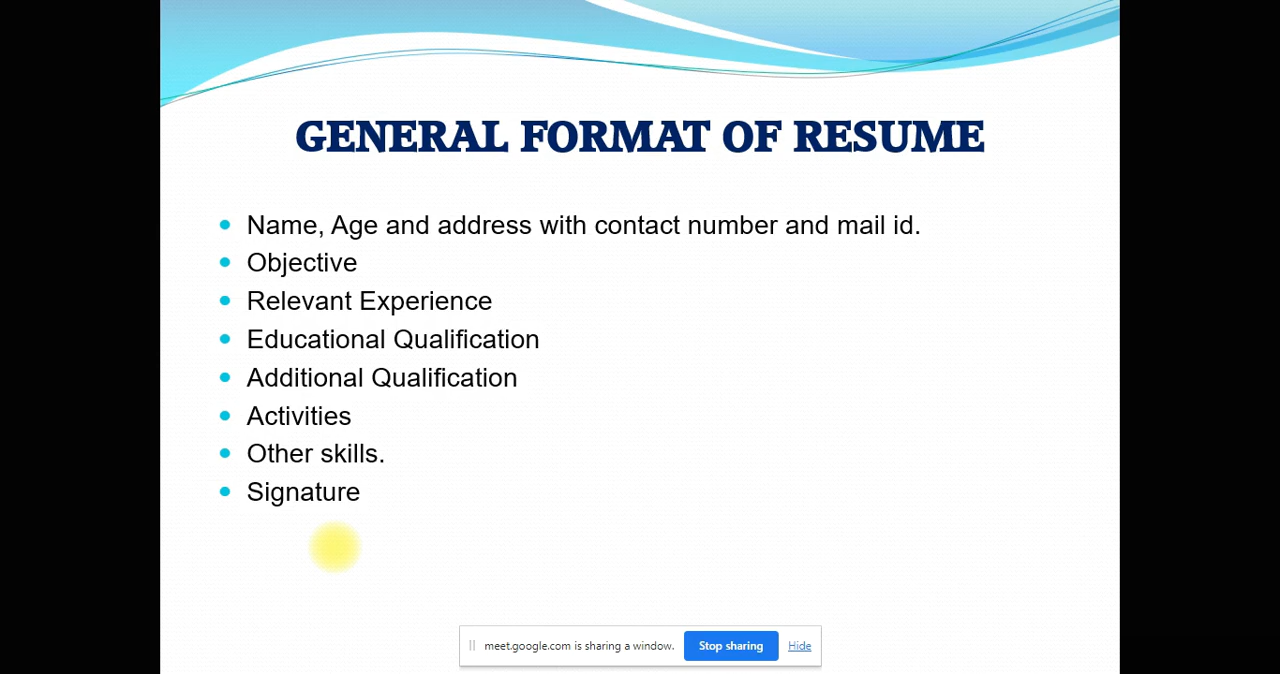 GENERAL FORMAT OF RESUME
Name, Age and address with contact number and mail id.
Objective
Relevant Experience
Educational Qualification
Additional Qualification
Activities
Other skills.
Signature
meet.google.com is sharing a window. Stop sharing Hide